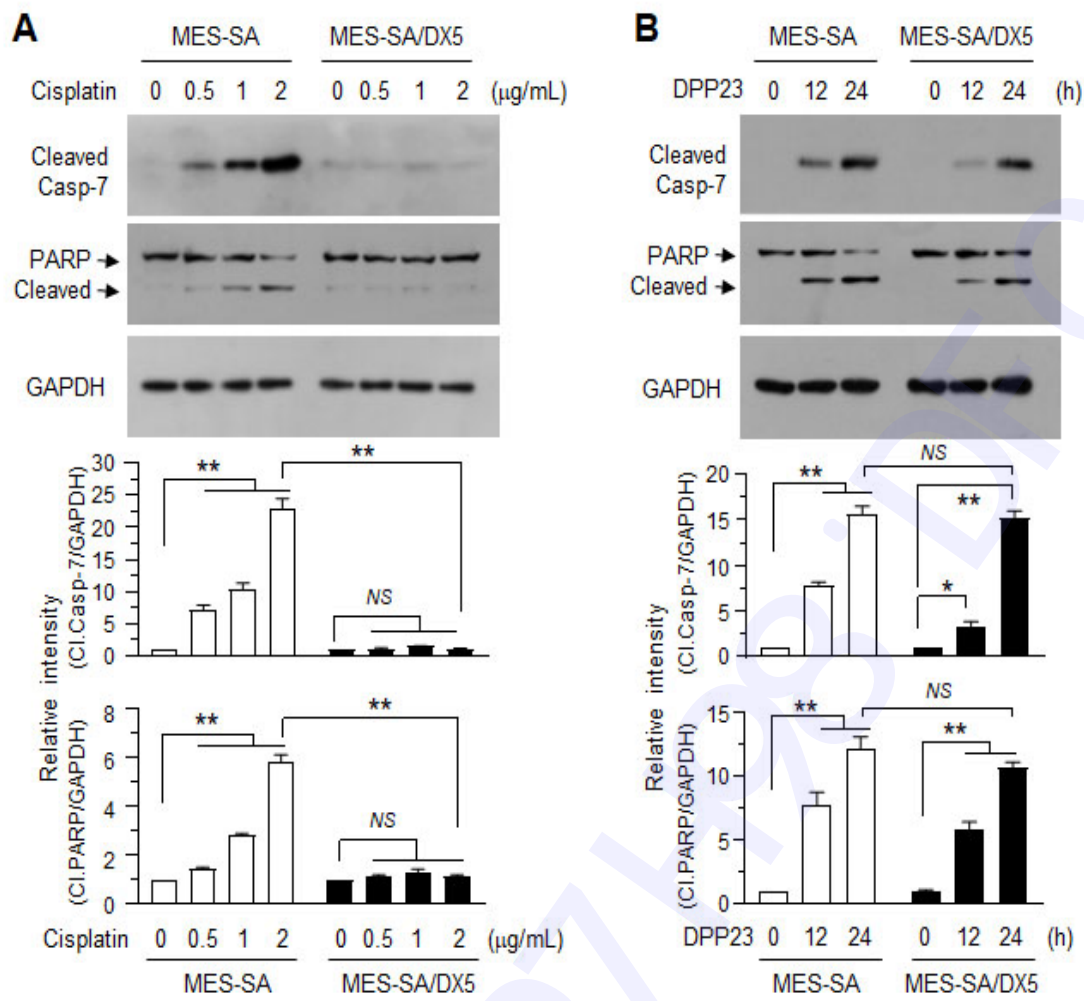 A
MES-SA MES-SA/DX5
Cisplatin 0 0.5 1 2 0 0.5 1 2 (μg/mL)
Cleaved
Casp-7
PARP
Cleaved
GAPDH
Relative intensity
(Cl.Casp-7/GAPDH)
30
25
20
15
10
5
0
** **
NS
Relative intensity
(Cl.PARP/GAPDH)
8
6
4
2
0
** **
NS
Cisplatin 0 0.5 1 2 0 0.5 1 2 (μg/mL)
MES-SA MES-SA/DX5
B
MES-SA MES-SA/DX5
DPP23 0 12 24 0 12 24 (h)
Cleaved
Casp-7
PARP
Cleaved
GAPDH
Relative intensity
(Cl.Casp-7/GAPDH)
20
15
10
5
0
NS
** **
*
(Cl.PARP/GAPDH)
15
10
5
0
NS
** **
DPP23 0 12 24 0 12 24 (h)
MES-SA MES-SA/DX5